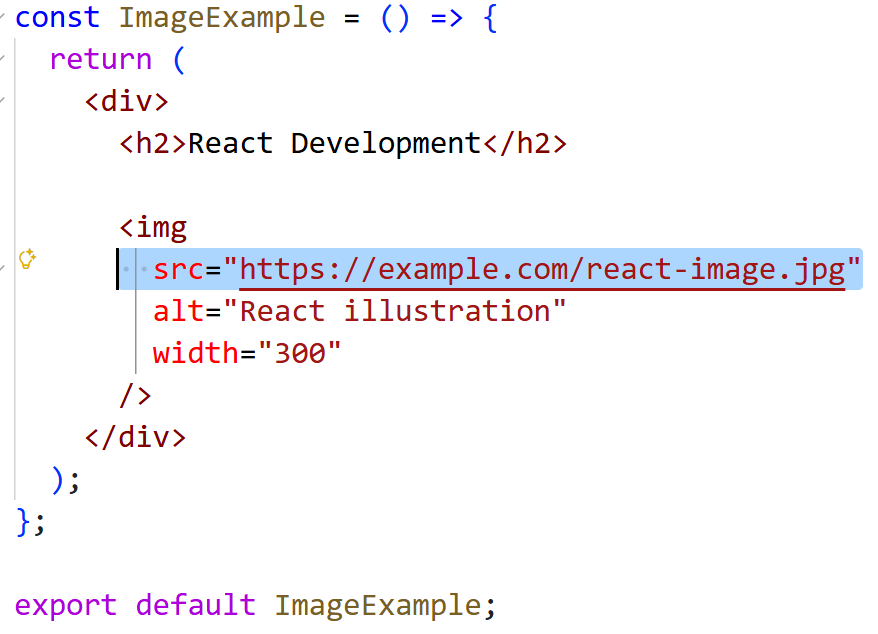 const ImageExample = () => {
  return (
    <div>
      <h2>React Development</h2>

      <img
        src="https://example.com/react-image.jpg"
        alt="React illustration"
        width="300"
      />
    </div>
  );
};

export default ImageExample;